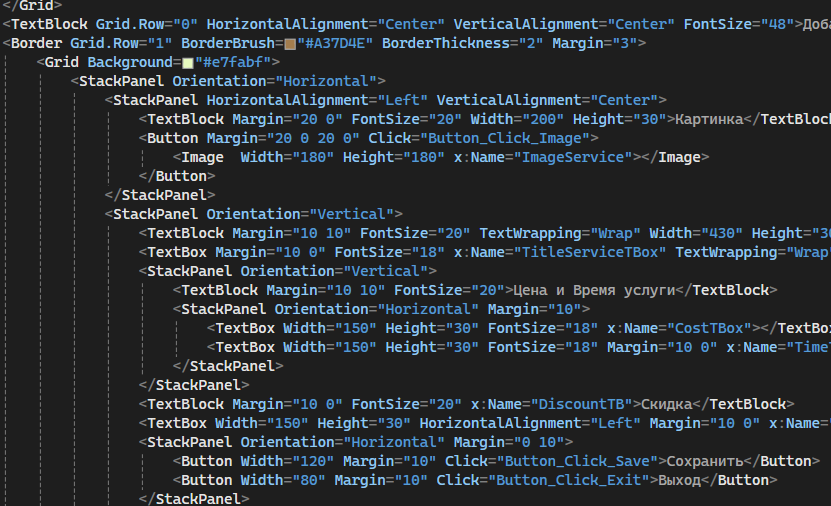 </Grid>
<TextBlock Grid.Row="0" HorizontalAlignment="Center" VerticalAlignment="Center" FontSize="48">Доба
<Border Grid.Row="1" BorderBrush="#A37D4E" BorderThickness="2" Margin="3">
<Grid Background="#e7fabf">
<StackPanel Orientation="Horizontal">
<StackPanel HorizontalAlignment="Left" VerticalAlignment="Center">
<TextBlock Margin="20 0" FontSize="20" Width="200" Height="30">Картинка</TextBlock
<Button Margin="20 0 20 0" Click="Button_Click_Image">
<Image  Width="180" Height="180" x:Name="ImageService"></Image>
</Button>
</StackPanel>
<StackPanel Orientation="Vertical">
<TextBlock Margin="10 10" FontSize="20" TextWrapping="Wrap" Width="430" Height="30
<TextBox Margin="10 0" FontSize="18" x:Name="TitleServiceTBox" TextWrapping="Wrap"
<StackPanel Orientation="Vertical">
<TextBlock Margin="10 10" FontSize="20">Цена и Время услуги</TextBlock>
<StackPanel Orientation="Horizontal" Margin="10">
<TextBox Width="150" Height="30" FontSize="18" x:Name="CostTBox"></TextBox
<TextBox Width="150" Height="30" FontSize="18" Margin="10 0" x:Name="TimeT
</StackPanel>
</StackPanel>
<TextBlock Margin="10 0" FontSize="20" x:Name="DiscountTB">Скидка</TextBlock>
<TextBox Width="150" Height="30" HorizontalAlignment="Left" Margin="10 0" x:Name="
<StackPanel Orientation="Horizontal" Margin="0 10">
<Button Width="120" Margin="10" Click="Button_Click_Save">Сохранить</Button>
<Button Width="80" Margin="10" Click="Button_Click_Exit">Выход</Button>
</StackPanel>